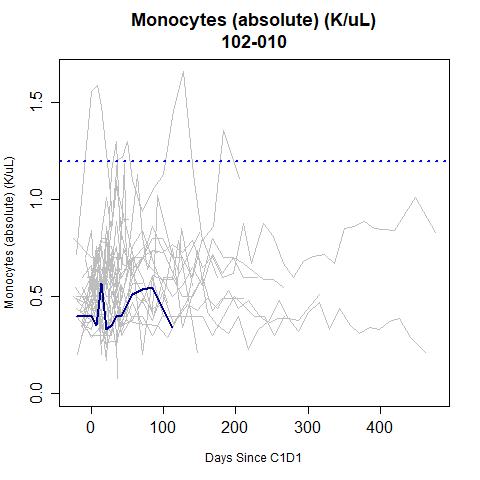 Monocytes (absolute) (K/uL)
102-010
Monocytes (absolute) (K/uL)
1.5
1.0
0.5
0.0
0 100 200 300 400
Days Since C1D1